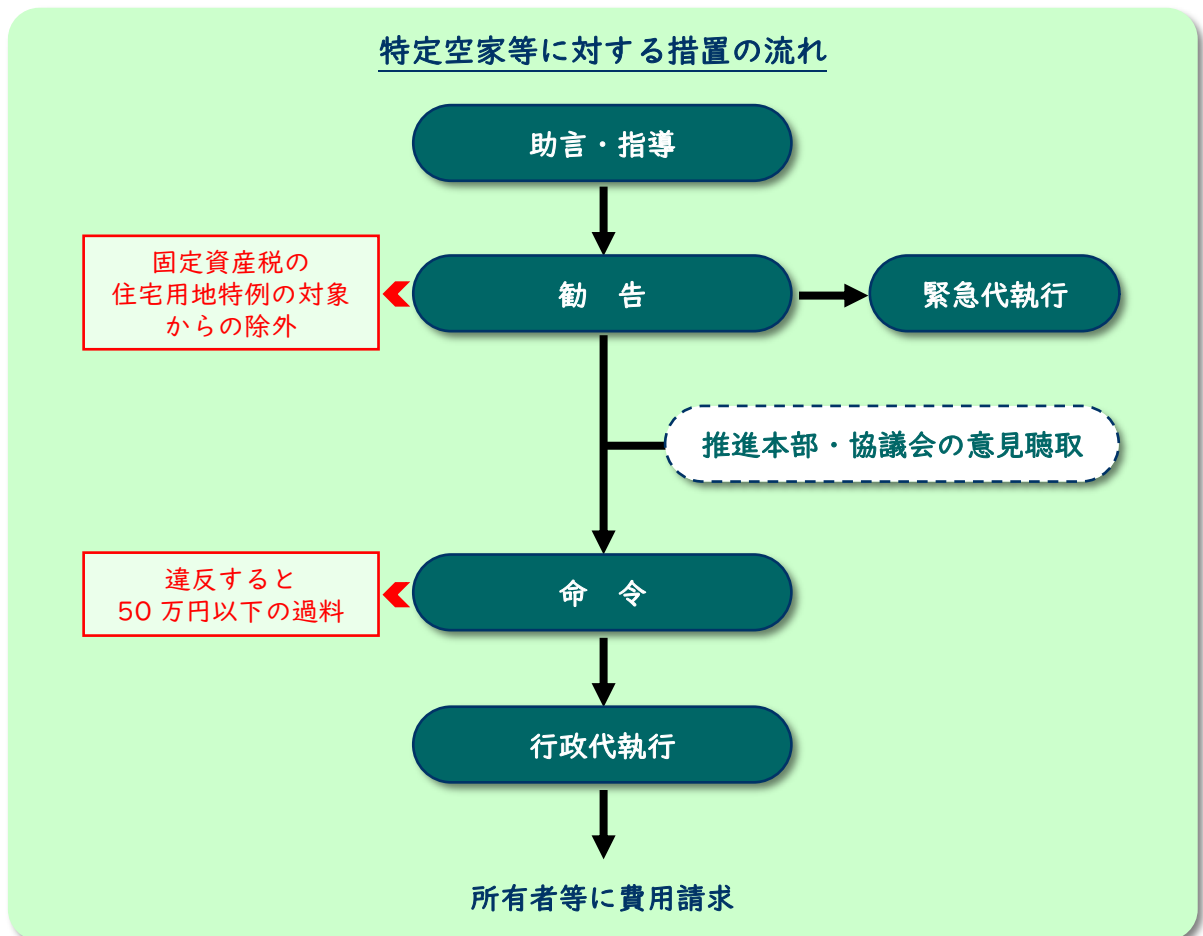 特定空家等に対する措置の流れ
助言・指導
固定資産税の
住宅用地特例の対象
からの除外
勧　告
緊急代執行
推進本部・協議会の意見聴取
違反すると
50 万円以下の過料
命　令
行政代執行
所有者等に費用請求